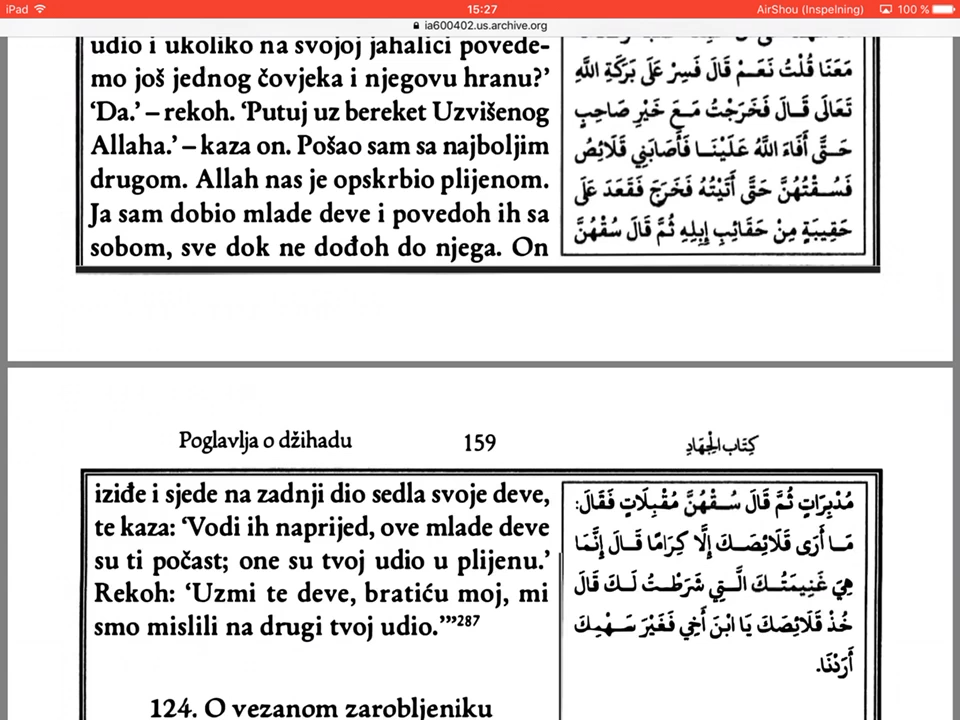 iPad 15:27 AirShou (Inspelning) 100 %
ia600402.us.archive.org
udio i ukoliko na svojoj jahalici povede-
mo još jednog čovjeka i njegovu hranu?’
‘Da.’ – rekoh. ‘Putuj uz bereket Uzvišenog
Allaha.’ – kaza on. Pošao sam sa najboljim
drugom. Allah nas je opskrbio plijenom.
Ja sam dobio mlade deve i povedoh ih sa
sobom, sve dok ne dođoh do njega. On
مَعَنَا قُلْتُ نَعَمْ قَالَ فَسِرْ عَلَى بَرَكَةِ اللَّهِ
تَعَالَى قَالَ فَخَرَجْتُ مَعَ خَيْرِ صَاحِبٍ
حَتَّى أَفَاءَ اللَّهُ عَلَيْنَا فَأَصَابَنِي قَلَائِصُ
فَسُقْتُهُنَّ حَتَّى أَتَيْتُهُ فَخَرَجَ فَقَعَدَ عَلَى
حَقِيبَةٍ مِنْ حَقَائِبِ إِبِلِهِ ثُمَّ قَالَ سُقْهُنَّ
Poglavlja o džihadu 159 كِتَاب الْجِهَادِ
iziđe i sjede na zadnji dio sedla svoje deve,
te kaza: ‘Vodi ih naprijed, ove mlade deve
su ti počast; one su tvoj udio u plijenu.’
Rekoh: ‘Uzmi te deve, bratiću moj, mi
smo mislili na drugi tvoj udio.’”287
124. O vezanom zarobljeniku
مُدْبِرَاتٍ ثُمَّ قَالَ سُقْهُنَّ مُقْبِلَاتٍ فَقَالَ:
مَا أَرَى قَلَائِصَكَ إِلَّا كِرَامًا قَالَ إِنَّمَا
هِيَ غَنِيمَتُكَ الَّتِي شَرَطْتُ لَكَ قَالَ
خُذْ قَلَائِصَكَ يَا ابْنَ أَخِي فَغَيْرَ سَهْمِكَ
أَرَدْنَا.